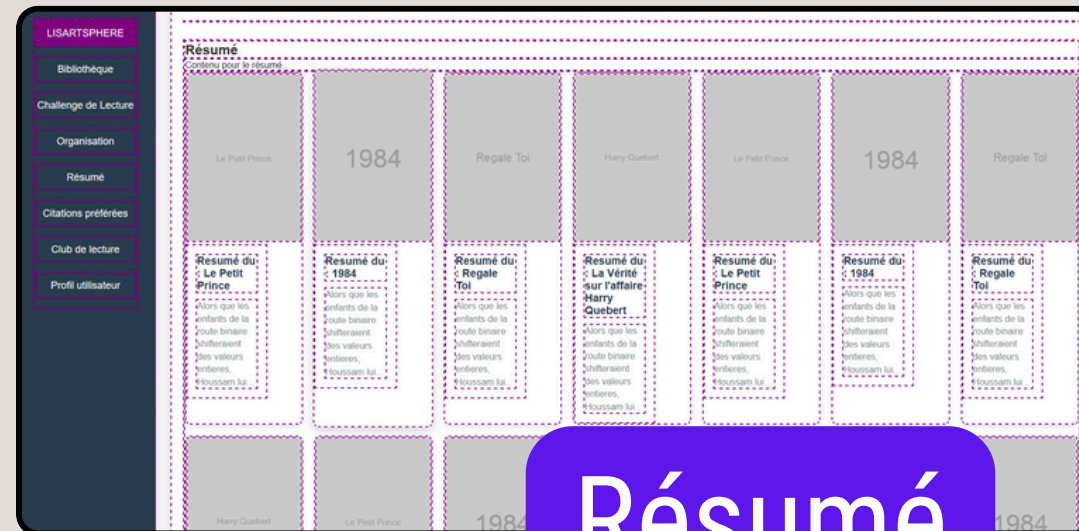 LISARTSPHERE
Bibliothèque
Challenge de Lecture
Organisation
Résumé
Citations préférées
Club de lecture
Profil utilisateur
Résumé
Contenu pour le résumé...
Le Petit Prince
1984
Regale Toi
Harry Quebert
Le Petit Prince
1984
Regale Toi
Resumé du
: Le Petit
Prince
Alors que les
enfants de la
route binaire
shifteraient
des valeurs
entieres,
Houssam lui...
Resumé du
: 1984
Alors que les
enfants de la
route binaire
shifteraient
des valeurs
entieres,
Houssam lui...
Resumé du
: Regale
Toi
Alors que les
enfants de la
route binaire
shifteraient
des valeurs
entieres,
Houssam lui...
Resumé du
: La Vérité
sur l'affaire
Harry
Quebert
Alors que les
enfants de la
route binaire
shifteraient
des valeurs
entieres,
Houssam lui...
Resumé du
: Le Petit
Prince
Alors que les
enfants de la
route binaire
shifteraient
des valeurs
entieres,
Houssam lui...
Resumé du
: 1984
Alors que les
enfants de la
route binaire
shifteraient
des valeurs
entieres,
Houssam lui...
Resumé du
: Regale
Toi
Alors que les
enfants de la
route binaire
shifteraient
des valeurs
entieres,
Houssam lui...
Harry Quebert
Le Petit Prince
1984
1984
Résumé